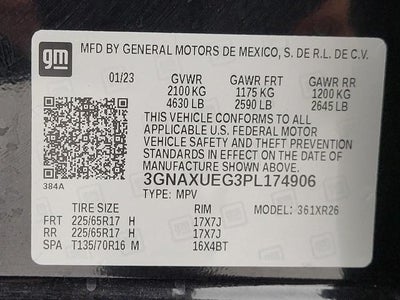 gm
MFD BY GENERAL MOTORS DE MEXICO, S. DE R.L. DE C.V.
01/23 GVWR GAWR FRT GAWR RR
2100 KG 1175 KG 1200 KG
4630 LB 2590 LB 2645 LB
THIS VEHICLE CONFORMS TO ALL
APPLICABLE U.S. FEDERAL MOTOR
VEHICLE SAFETY AND THEFT PREVENTION
STANDARDS IN EFFECT ON THE DATE OF
MANUFACTURE SHOWN ABOVE.
384A
3GNAXUEG3PL174906
TYPE: MPV
TIRE SIZE RIM MODEL: 361XR26
FRT 225/65R17 H 17X7J
RR 225/65R17 H 17X7J
SPA T135/70R16 M 16X4BT